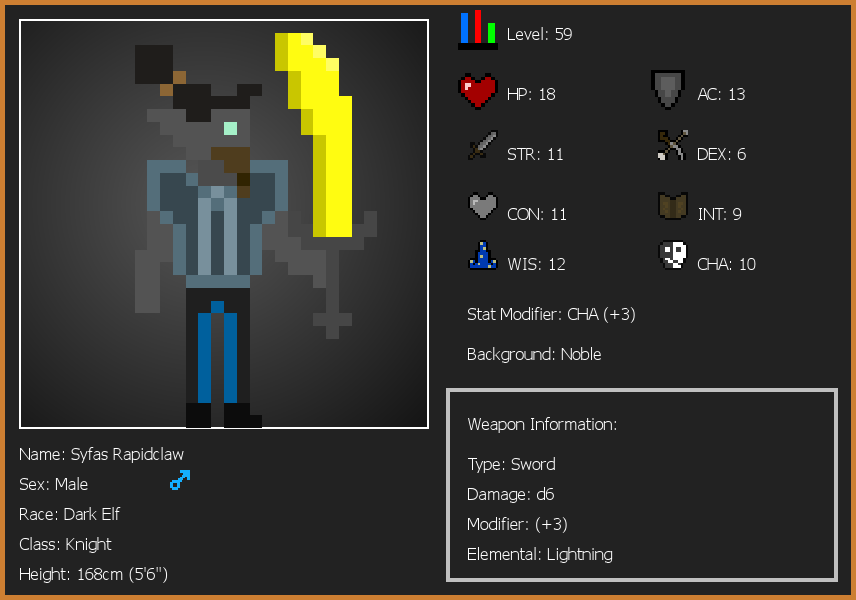 Level: 59
HP: 18
AC: 13
STR: 11
DEX: 6
CON: 11
INT: 9
WIS: 12
CHA: 10
Stat Modifier: CHA (+3)
Background: Noble
Weapon Information:
Type: Sword
Damage: d6
Modifier: (+3)
Elemental: Lightning
Name: Syfas Rapidclaw
Sex: Male
Race: Dark Elf
Class: Knight
Height: 168cm (5'6")